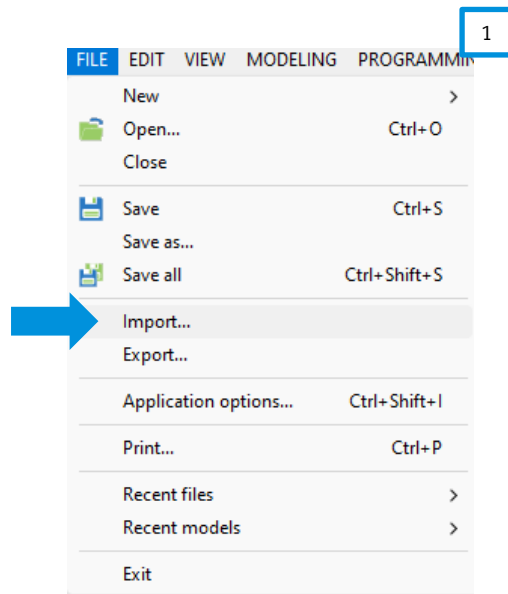 1
FILE EDIT VIEW MODELING PROGRAMMIN
New
Open... Ctrl+O
Close
Save Ctrl+S
Save as...
Save all Ctrl+Shift+S
Import...
Export...
Application options... Ctrl+Shift+I
Print... Ctrl+P
Recent files
Recent models
Exit